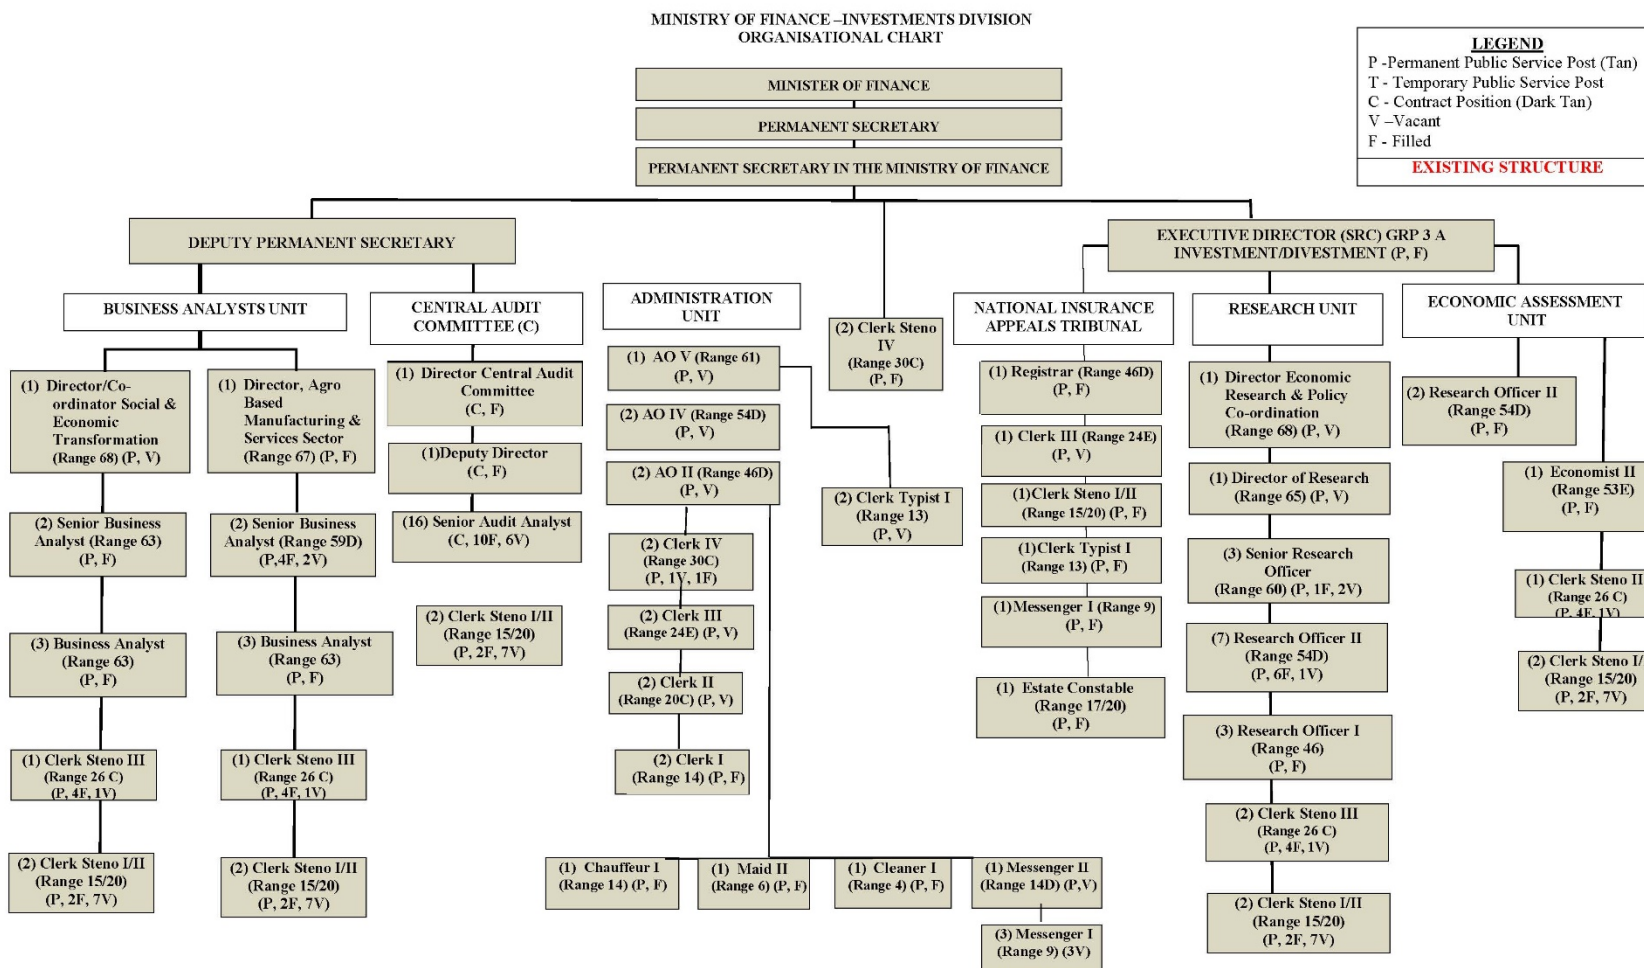 MINISTRY OF FINANCE –INVESTMENTS DIVISION
ORGANISATIONAL CHART
LEGEND
P -Permanent Public Service Post (Tan)
T - Temporary Public Service Post
C - Contract Position (Dark Tan)
V –Vacant
F - Filled
EXISTING STRUCTURE
MINISTER OF FINANCE
PERMANENT SECRETARY
PERMANENT SECRETARY IN THE MINISTRY OF FINANCE
DEPUTY PERMANENT SECRETARY
EXECUTIVE DIRECTOR (SRC) GRP 3 A
INVESTMENT/DIVESTMENT (P, F)
BUSINESS ANALYSTS UNIT
(1) Director/Co-
ordinator Social &
Economic
Transformation
(Range 68) (P, V)
(2) Senior Business
Analyst (Range 63)
(P, F)
(3) Business Analyst
(Range 63)
(P, F)
(1) Clerk Steno III
(Range 26 C)
(P, 4F, 1V)
(2) Clerk Steno I/II
(Range 15/20)
(P, 2F, 7V)
(1) Director, Agro
Based
Manufacturing &
Services Sector
(Range 67) (P, F)
(2) Senior Business
Analyst (Range 59D)
(P,4F, 2V)
(3) Business Analyst
(Range 63)
(P, F)
(1) Clerk Steno III
(Range 26 C)
(P, 4F, 1V)
(2) Clerk Steno I/II
(Range 15/20)
(P, 2F, 7V)
CENTRAL AUDIT
COMMITTEE (C)
(1) Director Central Audit
Committee
(C, F)
(1)Deputy Director
(C, F)
(16) Senior Audit Analyst
(C, 10F, 6V)
(2) Clerk Steno I/II
(Range 15/20)
(P, 2F, 7V)
ADMINISTRATION
UNIT
(1) AO V (Range 61)
(P, V)
(2) AO IV (Range 54D)
(P, V)
(2) AO II (Range 46D)
(P, V)
(2) Clerk IV
(Range 30C)
(P, 1V, 1F)
(2) Clerk III
(Range 24E) (P, V)
(2) Clerk II
(Range 20C) (P, V)
(2) Clerk I
(Range 14) (P, F)
(2) Clerk Steno
IV
(Range 30C)
(P, F)
(2) Clerk Typist I
(Range 13)
(P, V)
(1) Chauffeur I
(Range 14) (P, F)
(1) Maid II
(Range 6) (P, F)
(1) Cleaner I
(Range 4) (P, F)
(1) Messenger II
(Range 14D) (P,V)
(3) Messenger I
(Range 9) (3V)
NATIONAL INSURANCE
APPEALS TRIBUNAL
(1) Registrar (Range 46D)
(P, F)
(1) Clerk III (Range 24E)
(P, V)
(1)Clerk Steno I/II
(Range 15/20) (P, F)
(1)Clerk Typist I
(Range 13) (P, F)
(1)Messenger I (Range 9)
(P, F)
(1) Estate Constable
(Range 17/20)
(P, F)
RESEARCH UNIT
(1) Director Economic
Research & Policy
Co-ordination
(Range 68) (P, V)
(1) Director of Research
(Range 65) (P, V)
(3) Senior Research
Officer
(Range 60) (P, 1F, 2V)
(7) Research Officer II
(Range 54D)
(P, 6F, 1V)
(3) Research Officer I
(Range 46)
(P, F)
(2) Clerk Steno III
(Range 26 C)
(P, 4F, 1V)
(2) Clerk Steno I/II
(Range 15/20)
(P, 2F, 7V)
ECONOMIC ASSESSMENT
UNIT
(2) Research Officer II
(Range 54D)
(P, F)
(1) Economist II
(Range 53E)
(P, F)
(1) Clerk Steno II
(Range 26 C)
(P, 4F, 1V)
(2) Clerk Steno I/
(Range 15/20)
(P, 2F, 7V)